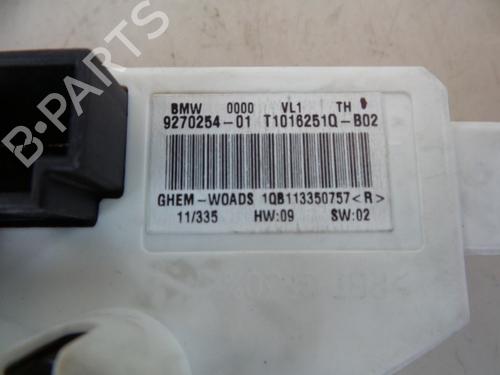 B-PARTS
BMW 0000 VL1 TH
9270254-01 T1016251Q-B02
GHEM-WOADS 1QB113350757<R>
11/335 HW:09 SW:02